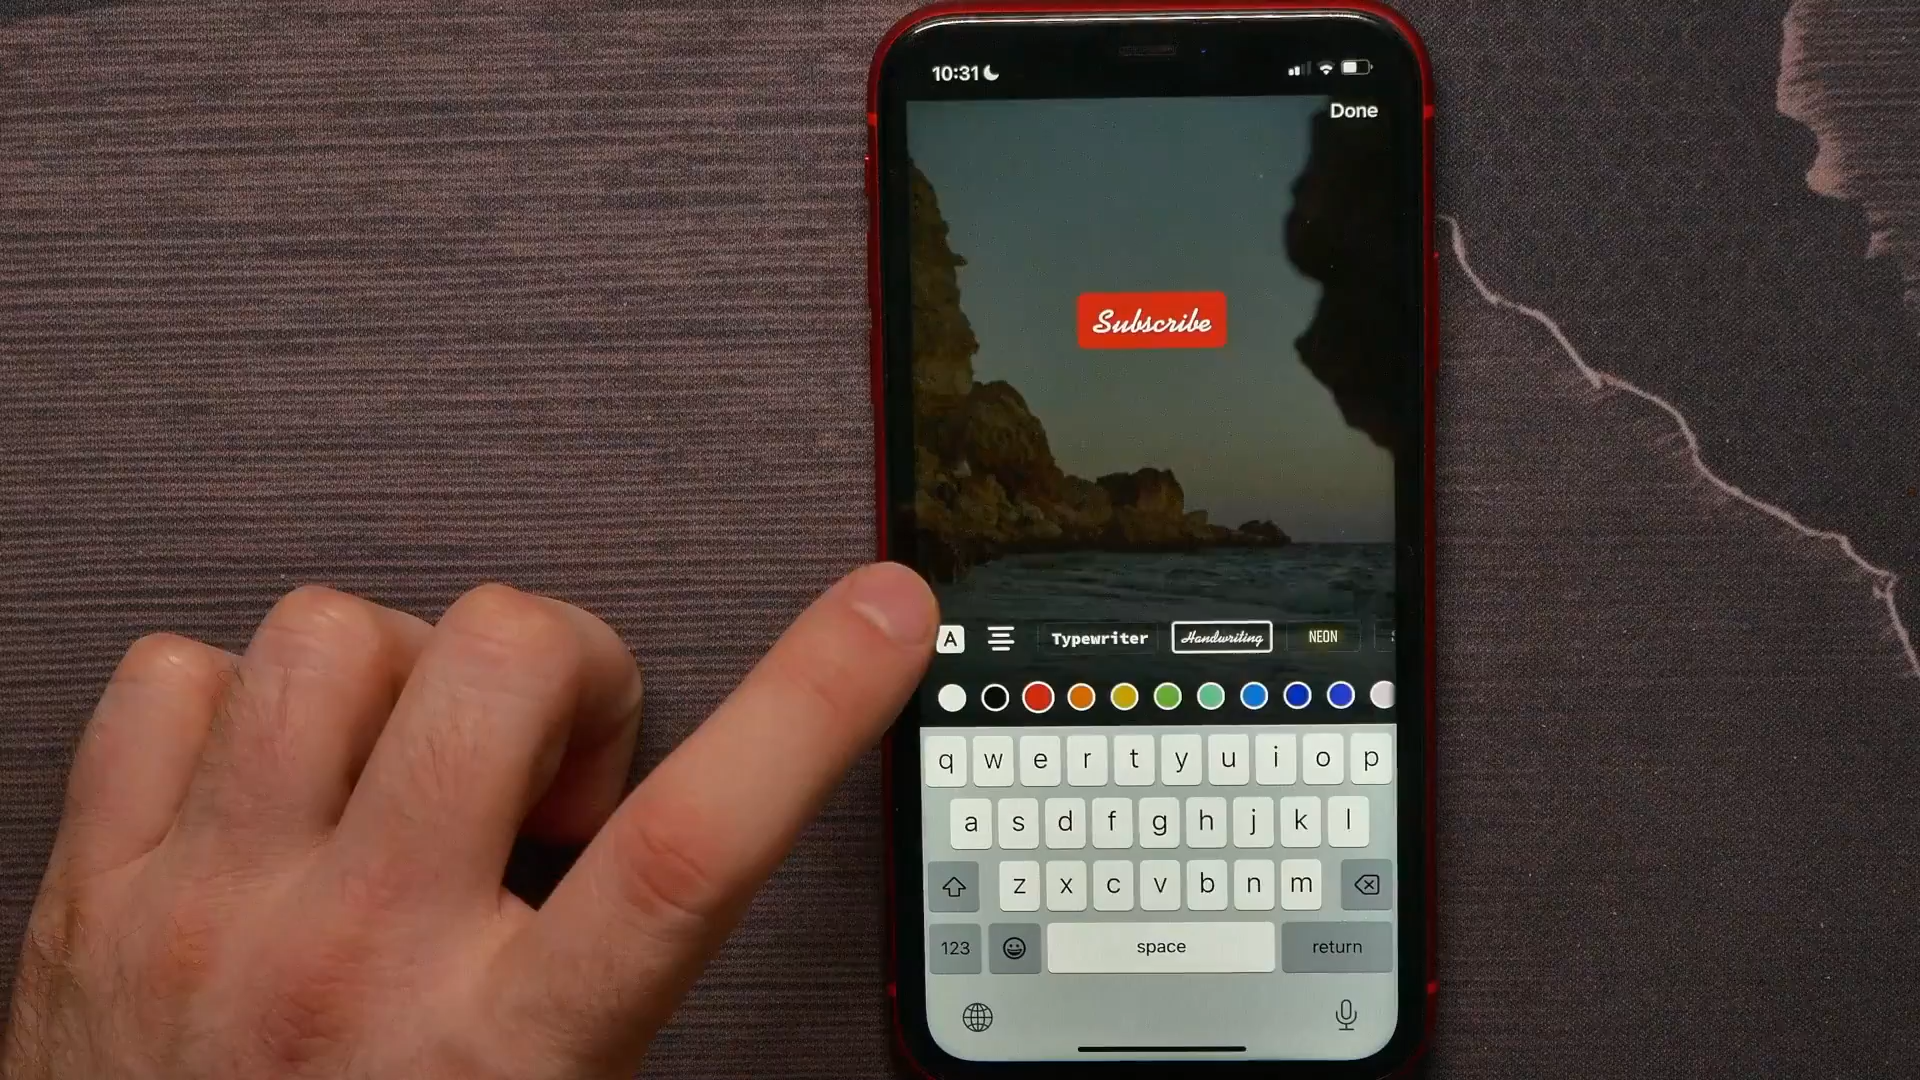 10:31
Done
Subscribe
A Typewriter Handwriting NEON
q w e r t y u i o p
a s d f g h j k l
z x c v b n m
123 space return